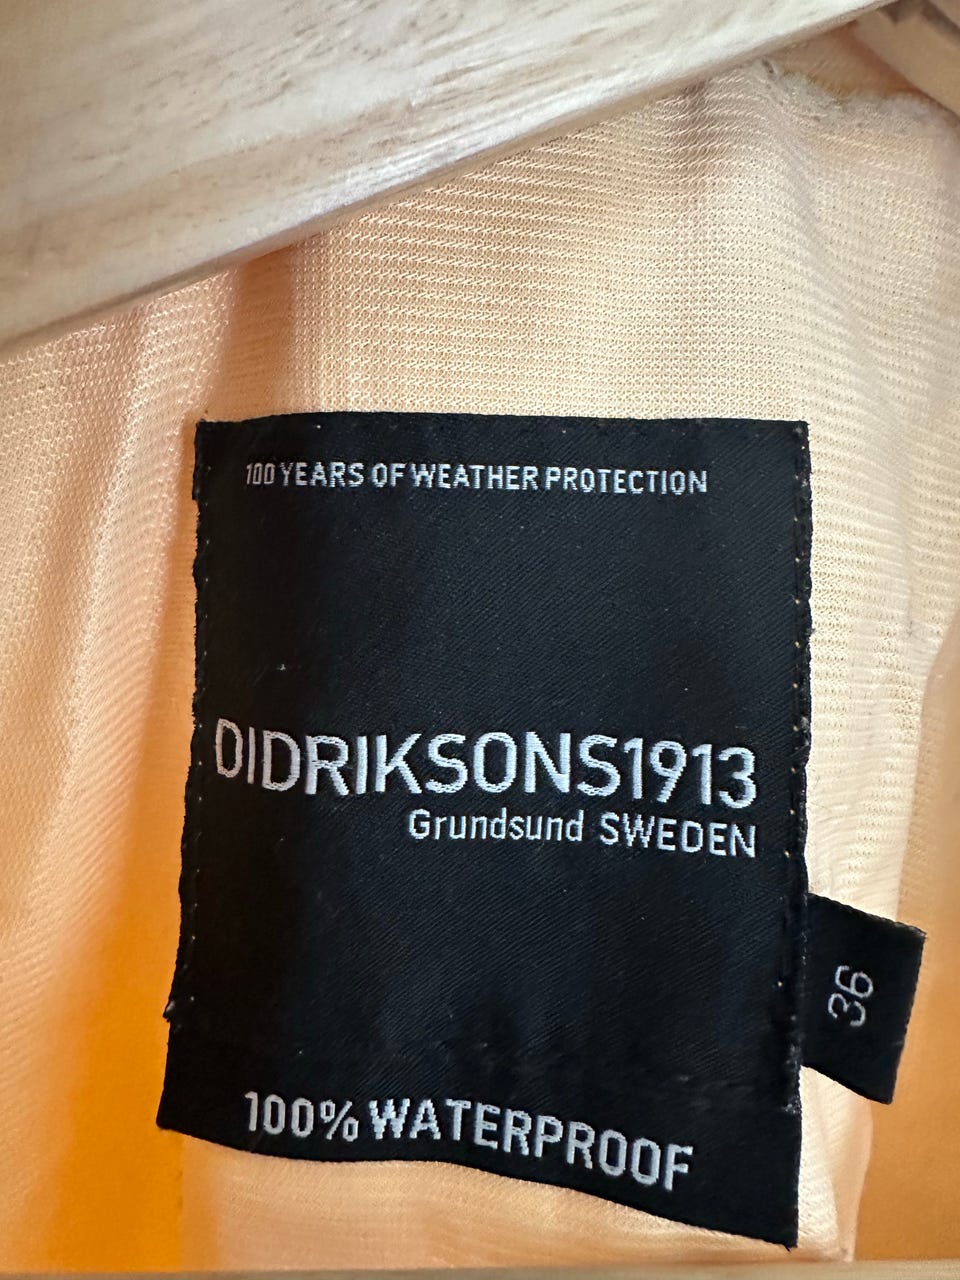 100 YEARS OF WEATHER PROTECTION
DIDRIKSONS1913
Grundsund SWEDEN
36
100% WATERPROOF